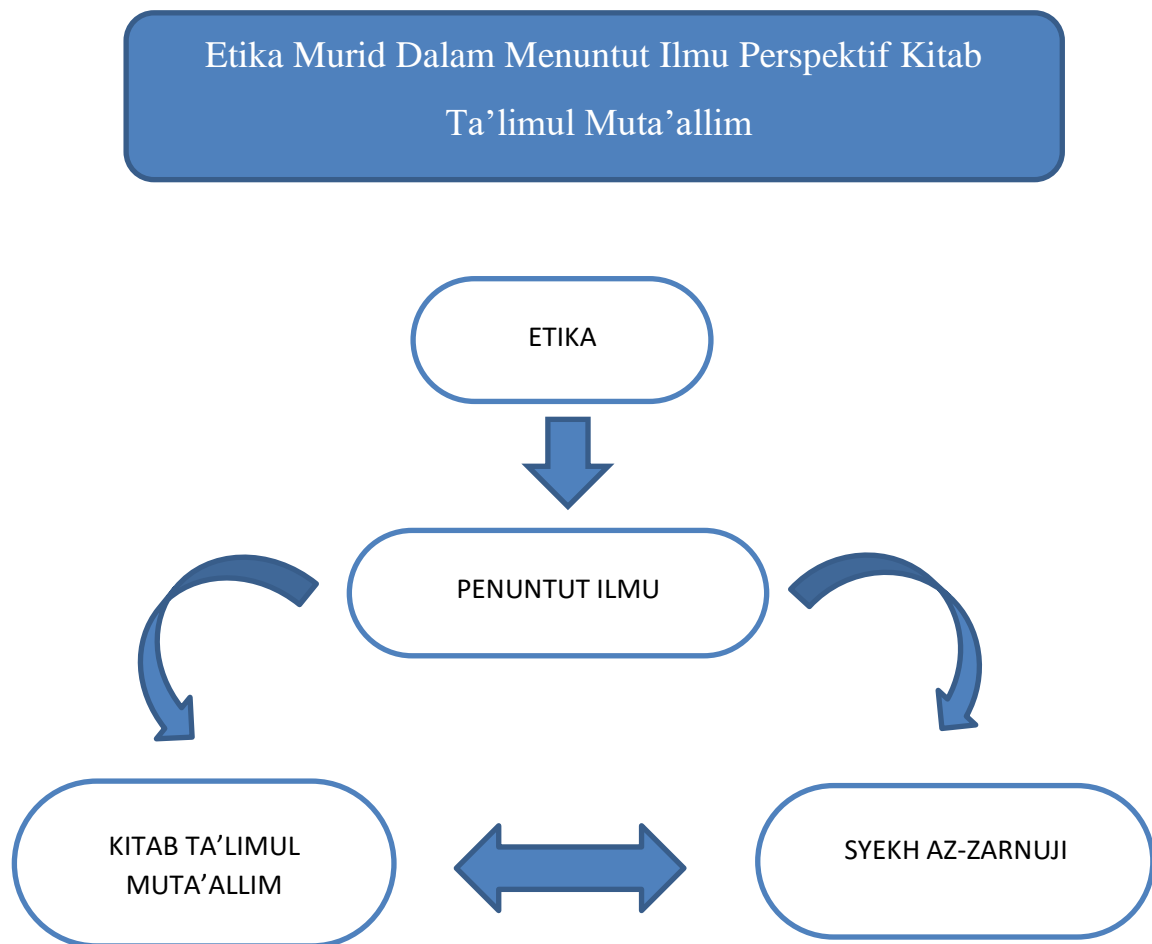 Etika Murid Dalam Menuntut Ilmu Perspektif Kitab
Ta’limul Muta’allim
ETIKA
PENUNTUT ILMU
KITAB TA’LIMUL
MUTA’ALLIM
SYEKH AZ-ZARNUJI